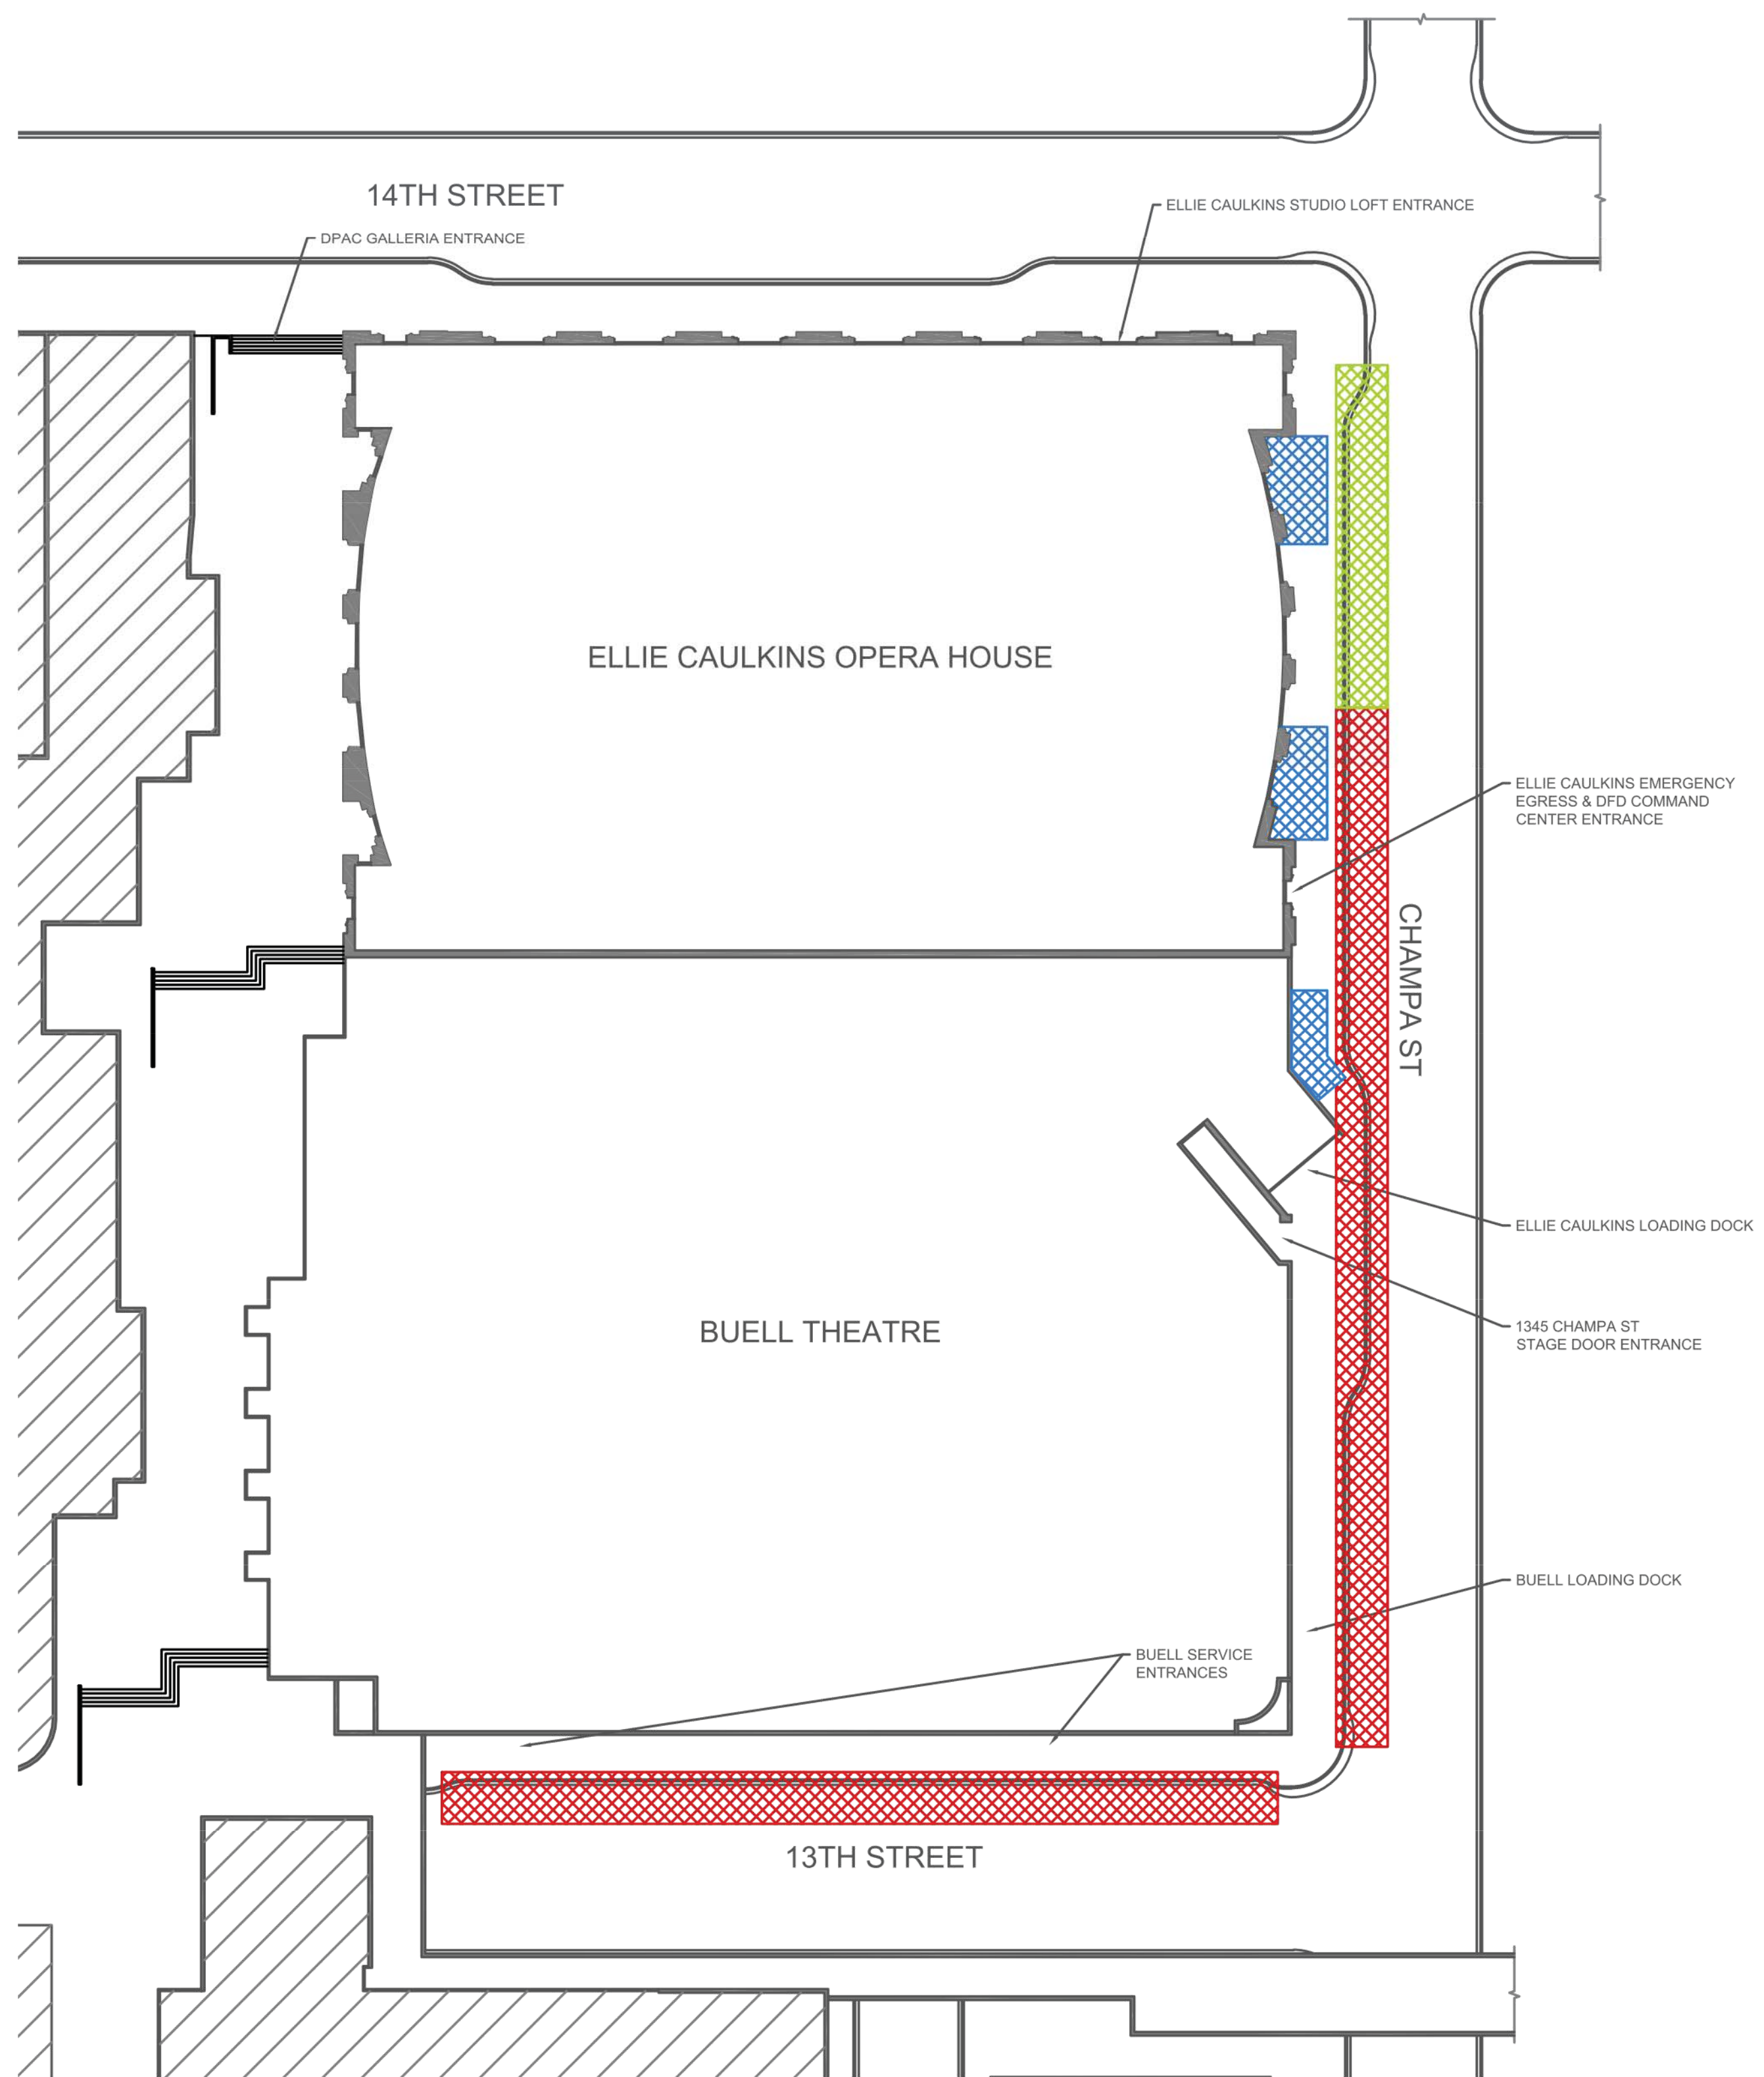 14TH STREET
ELLIE CAULKINS STUDIO LOFT ENTRANCE
DPAC GALLERIA ENTRANCE
ELLIE CAULKINS OPERA HOUSE
ELLIE CAULKINS EMERGENCY
EGRESS & DFD COMMAND
CENTER ENTRANCE
CHAMPA ST
ELLIE CAULKINS LOADING DOCK
1345 CHAMPA ST
STAGE DOOR ENTRANCE
BUELL THEATRE
BUELL LOADING DOCK
BUELL SERVICE
ENTRANCES
13TH STREET